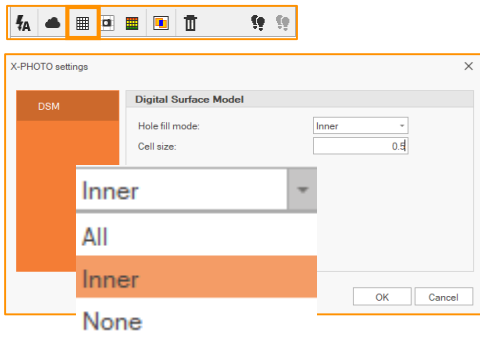 X-PHOTO settings
DSM
Digital Surface Model
Hole fill mode: Inner
Cell size: 0.5
Inner
All
Inner
None
OK Cancel